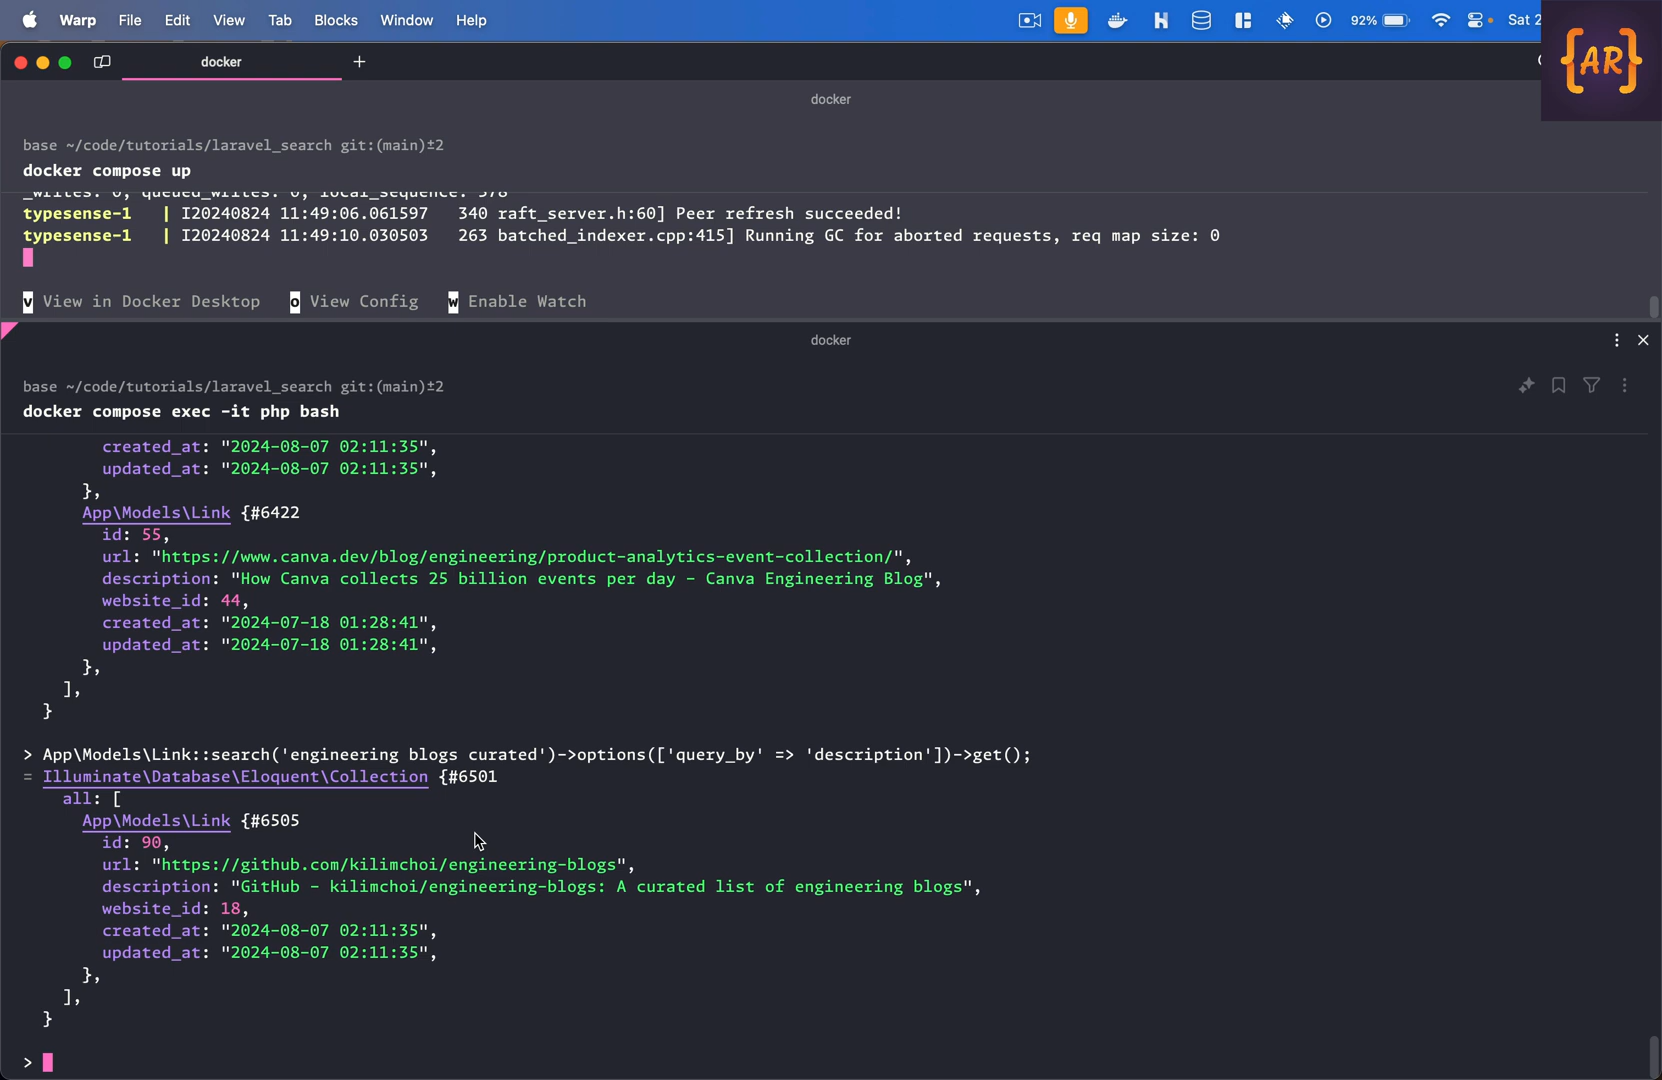 Warp File Edit View Tab Blocks Window Help 92% Sat 2
{AR}
docker +
docker
base ~/code/tutorials/laravel_search git:(main)±2
docker compose up
_writes: 0, queued_writes: 0, local_sequence: 578
typesense-1 | I20240824 11:49:06.061597 340 raft_server.h:60] Peer refresh succeeded!
typesense-1 | I20240824 11:49:10.030503 263 batched_indexer.cpp:415] Running GC for aborted requests, req map size: 0
v View in Docker Desktop o View Config w Enable Watch
docker
base ~/code/tutorials/laravel_search git:(main)±2
docker compose exec -it php bash
created_at: "2024-08-07 02:11:35",
updated_at: "2024-08-07 02:11:35",
},
App\Models\Link {#6422
id: 55,
url: "https://www.canva.dev/blog/engineering/product-analytics-event-collection/",
description: "How Canva collects 25 billion events per day - Canva Engineering Blog",
website_id: 44,
created_at: "2024-07-18 01:28:41",
updated_at: "2024-07-18 01:28:41",
},
],
}
> App\Models\Link::search('engineering blogs curated')->options(['query_by' => 'description'])->get();
= Illuminate\Database\Eloquent\Collection {#6501
all: [
App\Models\Link {#6505
id: 90,
url: "https://github.com/kilimchoi/engineering-blogs",
description: "GitHub - kilimchoi/engineering-blogs: A curated list of engineering blogs",
website_id: 18,
created_at: "2024-08-07 02:11:35",
updated_at: "2024-08-07 02:11:35",
},
],
}
>